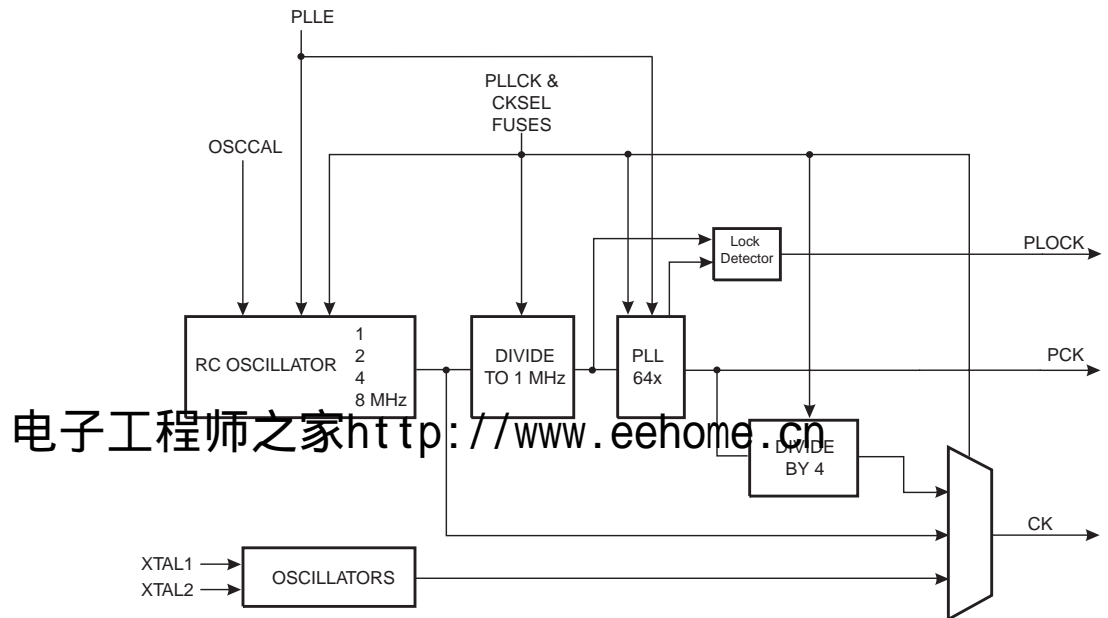 PLLE
PLLCK &
CKSEL
FUSES
OSCCAL
Lock
Detector
PLOCK
RC OSCILLATOR
1
2
4
8 MHz
DIVIDE
TO 1 MHz
PLL
64x
PCK
电子工程师之家http://www.eehome.cn
DIVIDE
BY 4
CK
XTAL1
XTAL2
OSCILLATORS